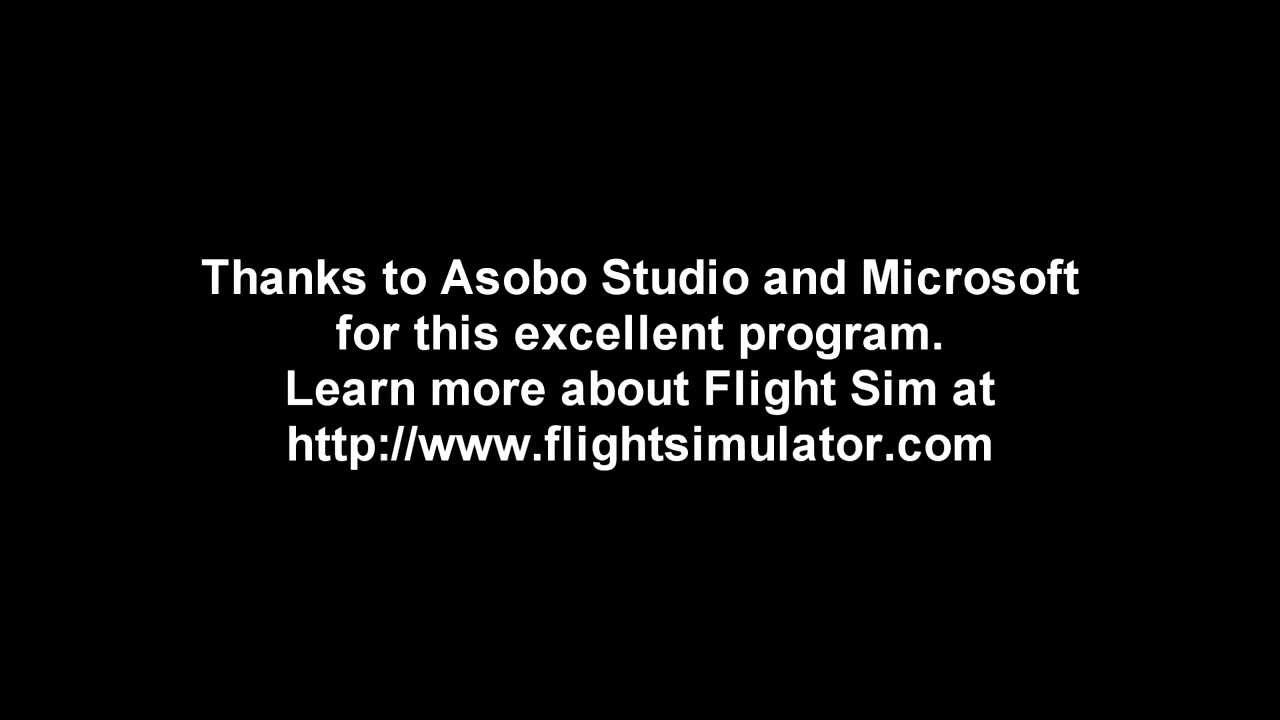 Thanks to Asobo Studio and Microsoft
for this excellent program.
Learn more about Flight Sim at
http://www.flightsimulator.com